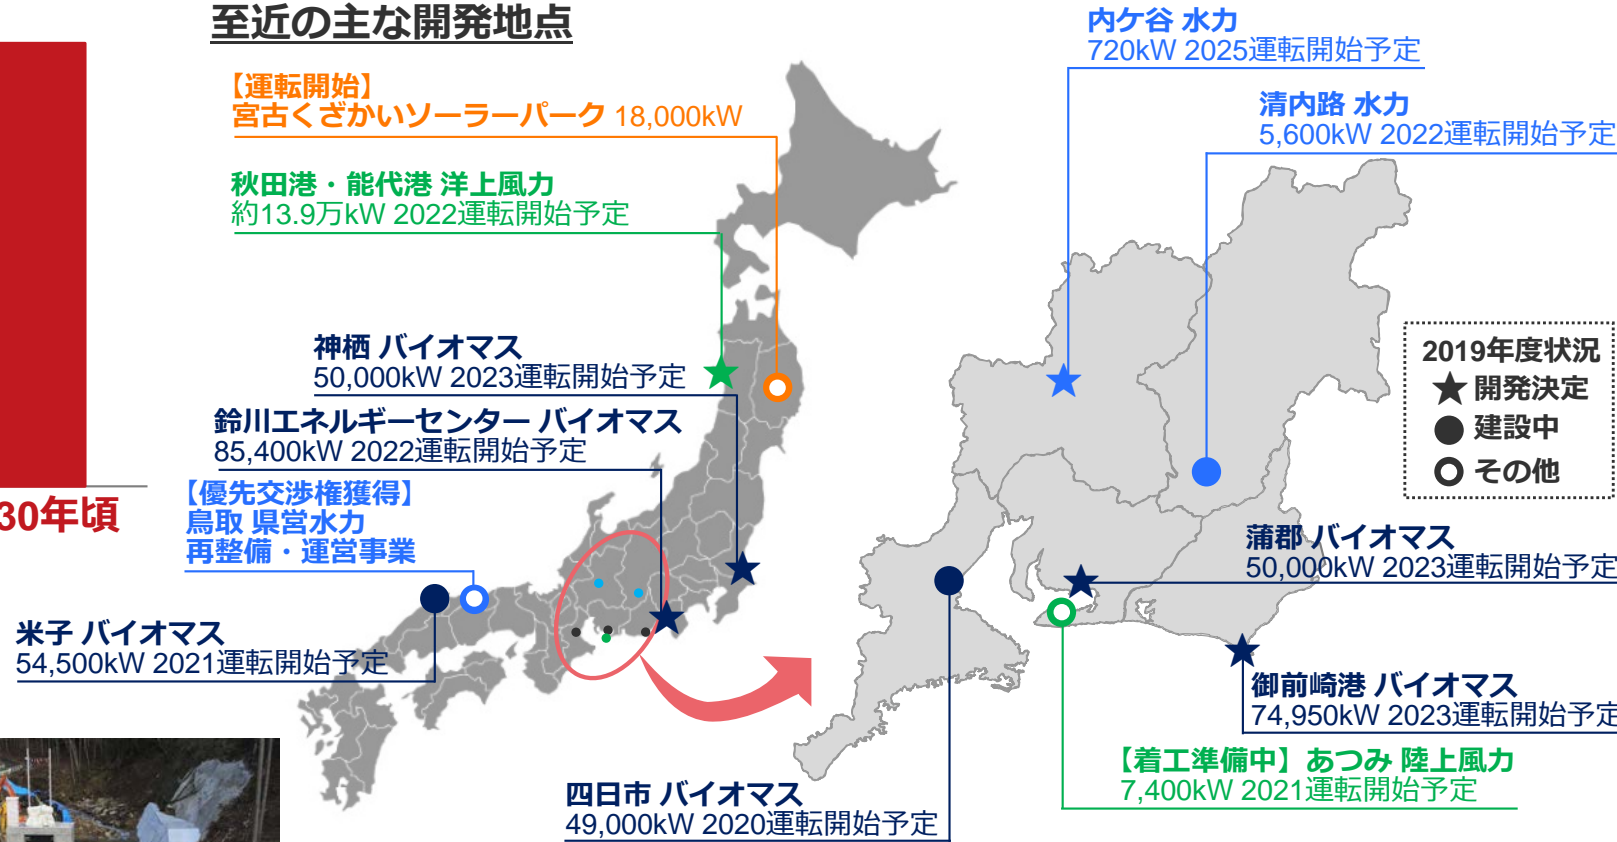 至近の主な開発地点
【運転開始】
宮古くざかいソーラーパーク 18,000kW
秋田港・能代港 洋上風力
約13.9万kW 2022運転開始予定
神栖 バイオマス
50,000kW 2023運転開始予定
鈴川エネルギーセンター バイオマス
85,400kW 2022運転開始予定
【優先交渉権獲得】
鳥取 県営水力
再整備・運営事業
米子 バイオマス
54,500kW 2021運転開始予定
30年頃
四日市 バイオマス
49,000kW 2020運転開始予定
内ケ谷 水力
720kW 2025運転開始予定
清内路 水力
5,600kW 2022運転開始予定
2019年度状況
開発決定
建設中
その他
蒲郡 バイオマス
50,000kW 2023運転開始予定
御前崎港 バイオマス
74,950kW 2023運転開始予定
【着工準備中】あつみ 陸上風力
7,400kW 2021運転開始予定